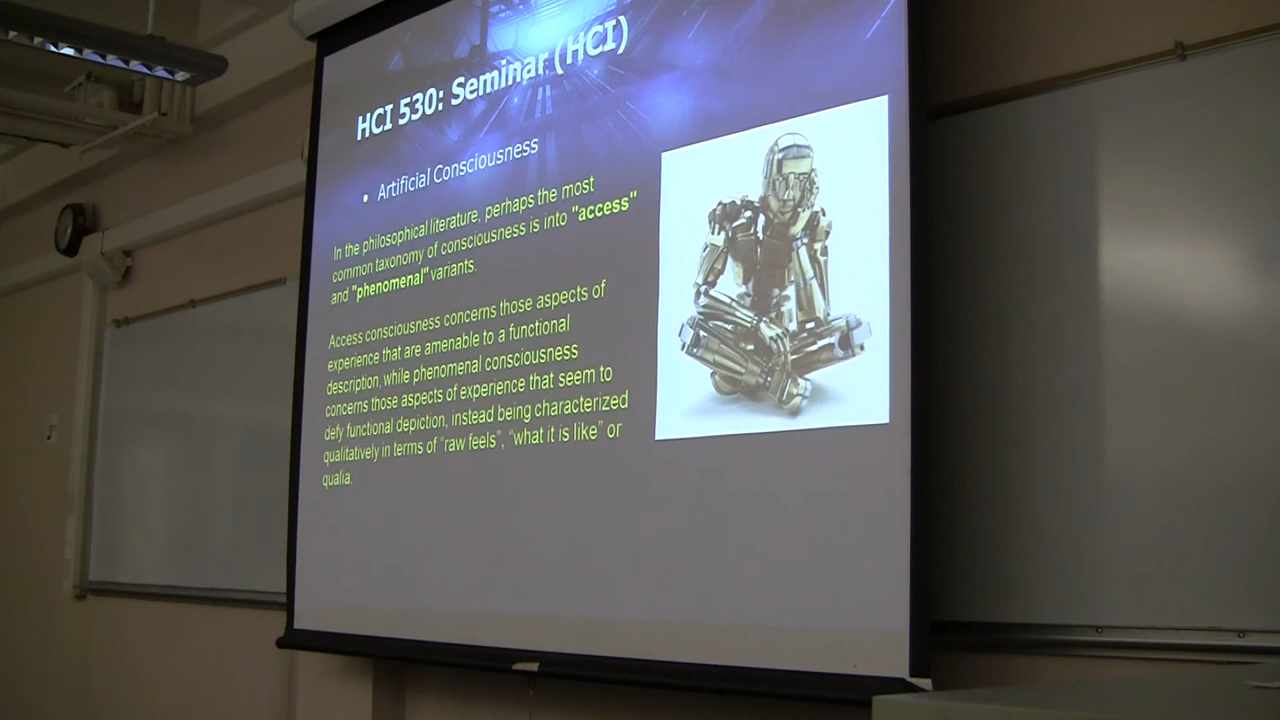 HCI 530: Seminar (HCI)
• Artificial Consciousness
In the philosophical literature, perhaps the most
common taxonomy of consciousness is into "access"
and "phenomenal" variants.
Access consciousness concerns those aspects of
experience that are amenable to a functional
description, while phenomenal consciousness
concerns those aspects of experience that seem to
defy functional depiction, instead being characterized
qualitatively in terms of “raw feels”, “what it is like” or
qualia.